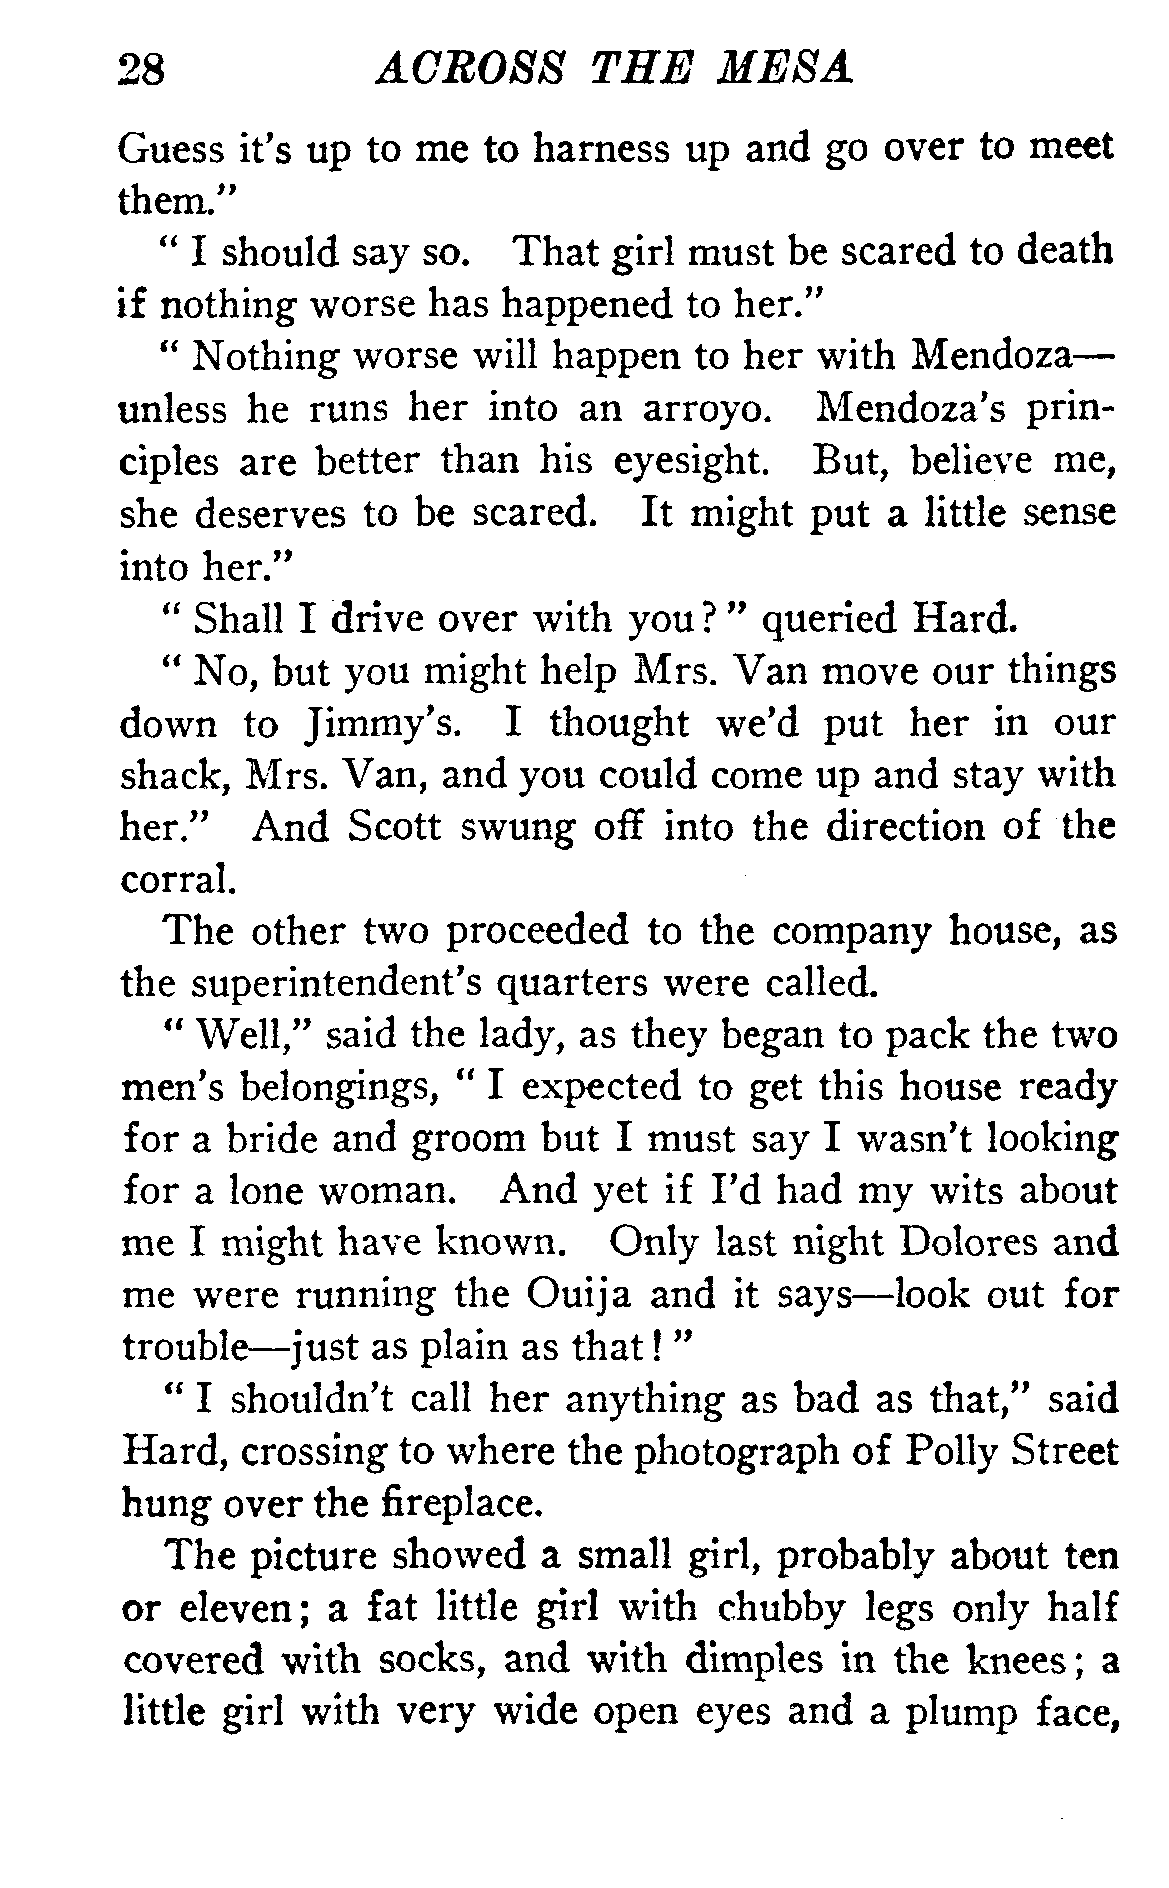 28 ACROSS THE MESA
Guess it's up to me to harness up and go over to meet
them."
" I should say so. That girl must be scared to death
if nothing worse has happened to her."
" Nothing worse will happen to her with Mendoza—
unless he runs her into an arroyo. Mendoza's prin-
ciples are better than his eyesight. But, believe me,
she deserves to be scared. It might put a little sense
into her."
" Shall I drive over with you? " queried Hard.
" No, but you might help Mrs. Van move our things
down to Jimmy's. I thought we'd put her in our
shack, Mrs. Van, and you could come up and stay with
her." And Scott swung off into the direction of the
corral.
The other two proceeded to the company house, as
the superintendent's quarters were called.
" Well," said the lady, as they began to pack the two
men's belongings, " I expected to get this house ready
for a bride and groom but I must say I wasn't looking
for a lone woman. And yet if I'd had my wits about
me I might have known. Only last night Dolores and
me were running the Ouija and it says—look out for
trouble—just as plain as that! "
" I shouldn't call her anything as bad as that," said
Hard, crossing to where the photograph of Polly Street
hung over the fireplace.
The picture showed a small girl, probably about ten
or eleven; a fat little girl with chubby legs only half
covered with socks, and with dimples in the knees; a
little girl with very wide open eyes and a plump face,